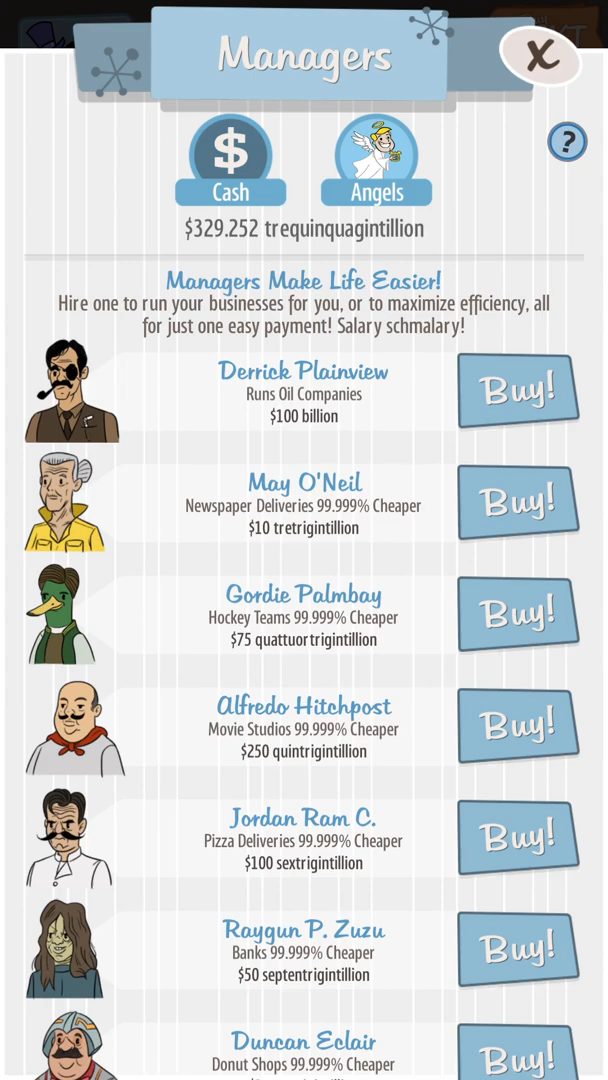 Managers
X
$
?
Cash
Angels
$329.252 trequinquagintillion
Managers Make Life Easier!
Hire one to run your businesses for you, or to maximize efficiency, all
for just one easy payment! Salary schmalary!
Derrick Plainview
Runs Oil Companies
$100 billion
Buy!
May O'Neil
Newspaper Deliveries 99.999% Cheaper
$10 tretrigintillion
Buy!
Gordie Palmbay
Hockey Teams 99.999% Cheaper
$75 quattuortrigintillion
Buy!
Alfredo Hitchpost
Movie Studios 99.999% Cheaper
$250 quintrigintillion
Buy!
Jordan Ram C.
Pizza Deliveries 99.999% Cheaper
$100 sextrigintillion
Buy!
Raygun P. Zuzu
Banks 99.999% Cheaper
$50 septentrigintillion
Buy!
Duncan Eclair
Donut Shops 99.999% Cheaper
Buy!